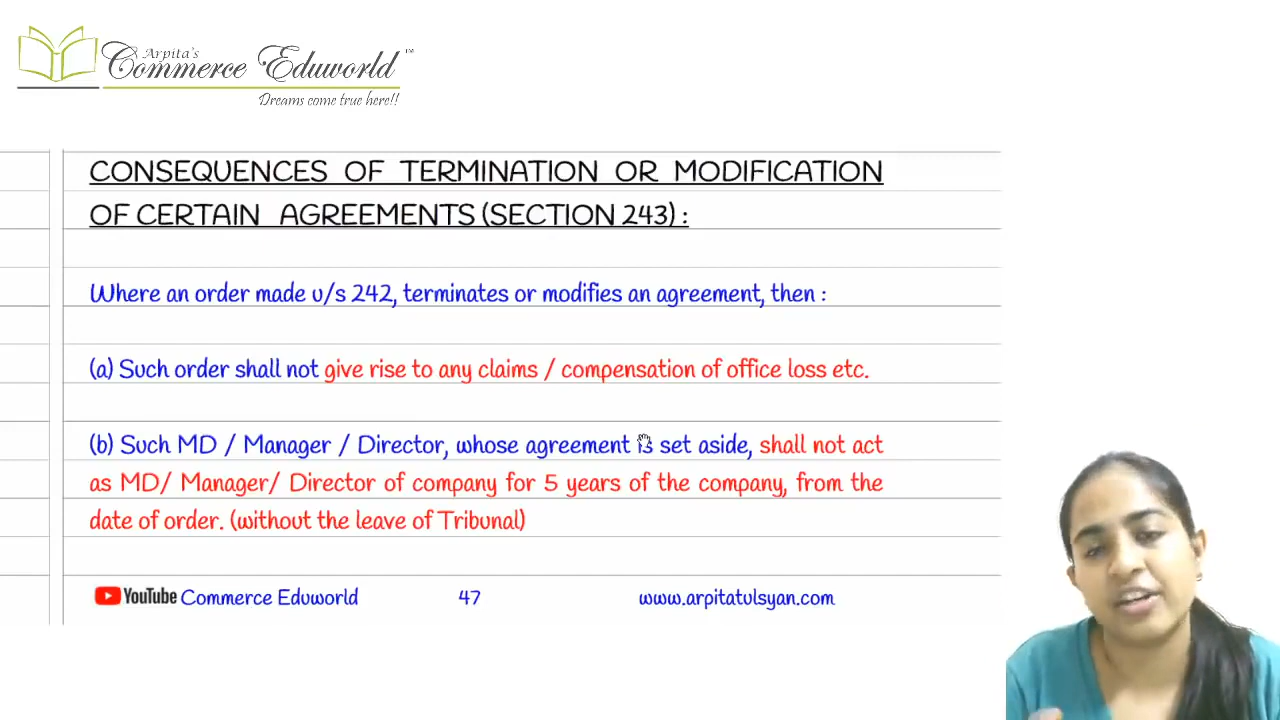 Arpita's
Commerce Eduworld™
Dreams come true here!!
CONSEQUENCES OF TERMINATION OR MODIFICATION
OF CERTAIN AGREEMENTS (SECTION 243) :
Where an order made u/s 242, terminates or modifies an agreement, then :
(a) Such order shall not give rise to any claims / compensation of office loss etc.
(b) Such MD / Manager / Director, whose agreement is set aside, shall not act
as MD/ Manager/ Director of company for 5 years of the company, from the
date of order. (without the leave of Tribunal)
YouTube Commerce Eduworld 47 www.arpitatulsyan.com